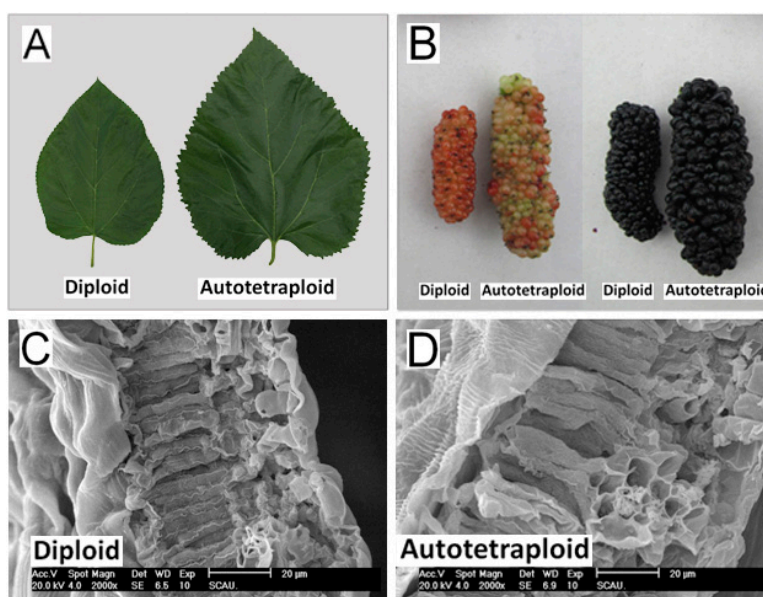 A
B
Diploid Autotetraploid
Diploid Autotetraploid Diploid Autotetraploid
C
D
Diploid
Acc.V Spot Magn Det WD Exp 20 µm
20.0 kV 4.0 2000x SE 6.5 10 SCAU.
Autotetraploid
Acc.V Spot Magn Det WD Exp 20 µm
20.0 kV 4.0 2000x SE 6.9 10 SCAU.